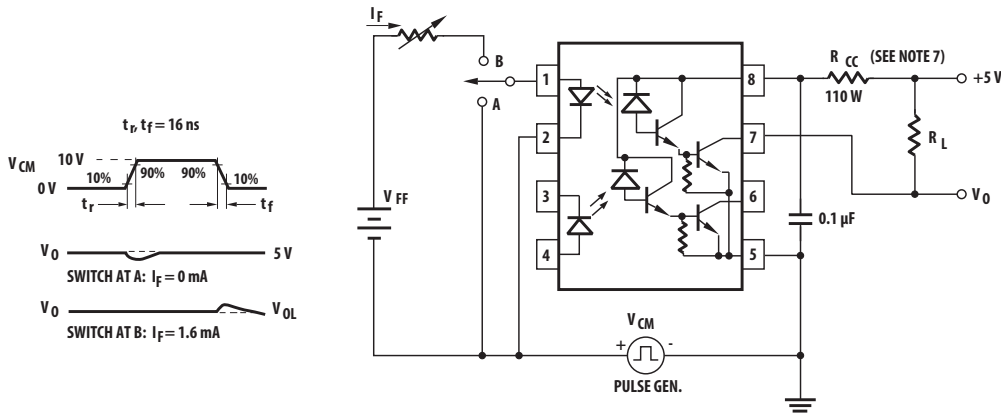 t_r, t_f = 16 ns
V_CM
10 V
0 V
10%
90%
90%
10%
t_r
t_f
V_O
5 V
SWITCH AT A: I_F = 0 mA
V_O
V_OL
SWITCH AT B: I_F = 1.6 mA
I_F
B
A
V_FF
1
2
3
4
8
7
6
5
R_CC (SEE NOTE 7)
110 W
+5 V
R_L
V_O
0.1 µF
V_CM
+
-
PULSE GEN.